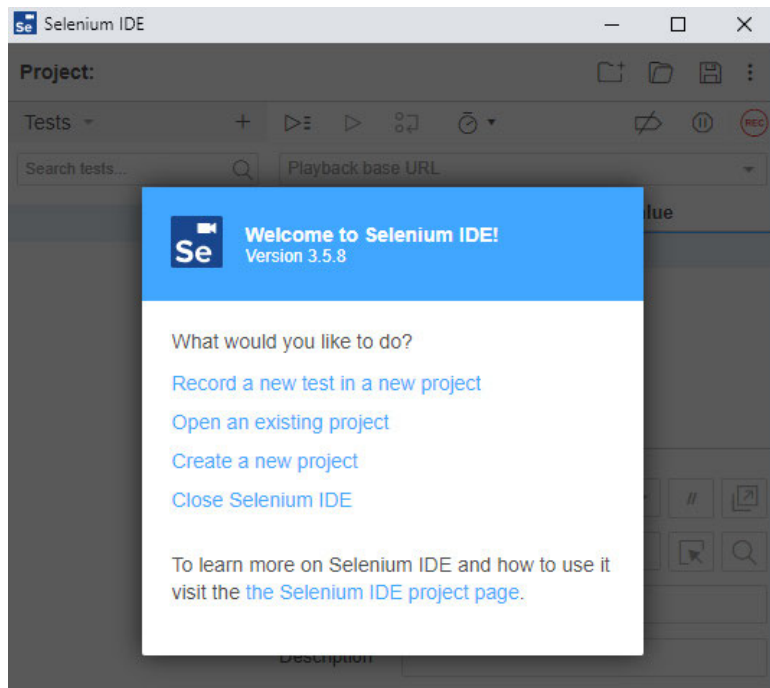 Se Selenium IDE
Project:
Tests
Search tests...
Playback base URL
REC
lue
Se
Welcome to Selenium IDE!
Version 3.5.8
What would you like to do?
Record a new test in a new project
Open an existing project
Create a new project
Close Selenium IDE
//
To learn more on Selenium IDE and how to use it
visit the the Selenium IDE project page.
Description